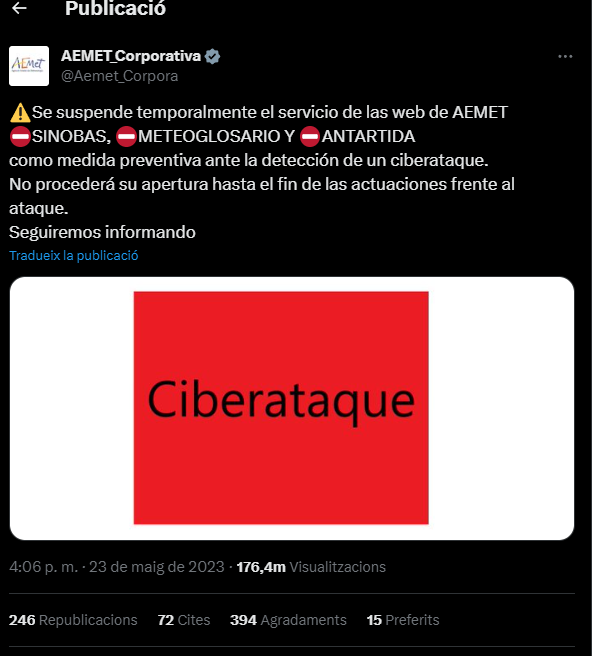 Publicació
AEMet
AEMET_Corporativa
@Aemet_Corpora
⚠️Se suspende temporalmente el servicio de las web de AEMET
⛔SINOBAS, ⛔METEOGLOSARIO Y ⛔ANTARTIDA
como medida preventiva ante la detección de un ciberataque.
No procederá su apertura hasta el fin de las actuaciones frente al
ataque.
Seguiremos informando
Tradueix la publicació
Ciberataque
4:06 p. m. · 23 de maig de 2023 · 176,4m Visualitzacions
246 Republicacions 72 Cites 394 Agradaments 15 Preferits